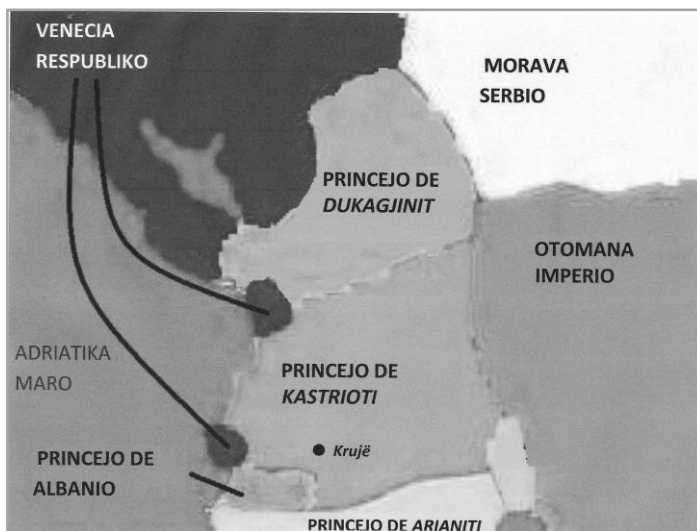 VENECIA
RESPUBLIKO
MORAVA
SERBIO
PRINCEJO DE
DUKAGJINIT
OTOMANA
IMPERIO
ADRIATIKA
MARO
PRINCEJO DE
KASTRIOTI
Krujë
PRINCEJO DE
ALBANIO
PRINCEJO DE ARIANITI